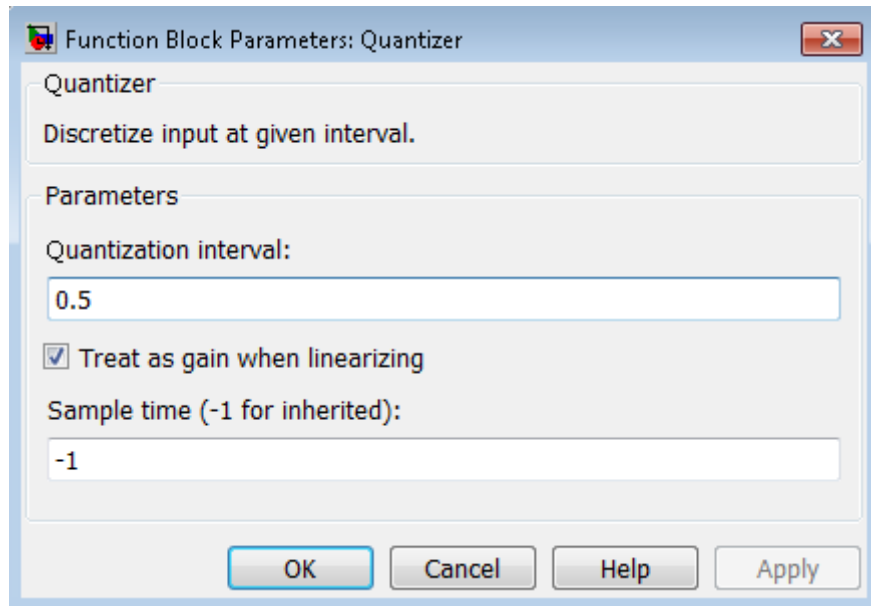 Function Block Parameters: Quantizer
Quantizer
Discretize input at given interval.
Parameters
Quantization interval:
0.5
Treat as gain when linearizing
Sample time (-1 for inherited):
-1
OK Cancel Help Apply